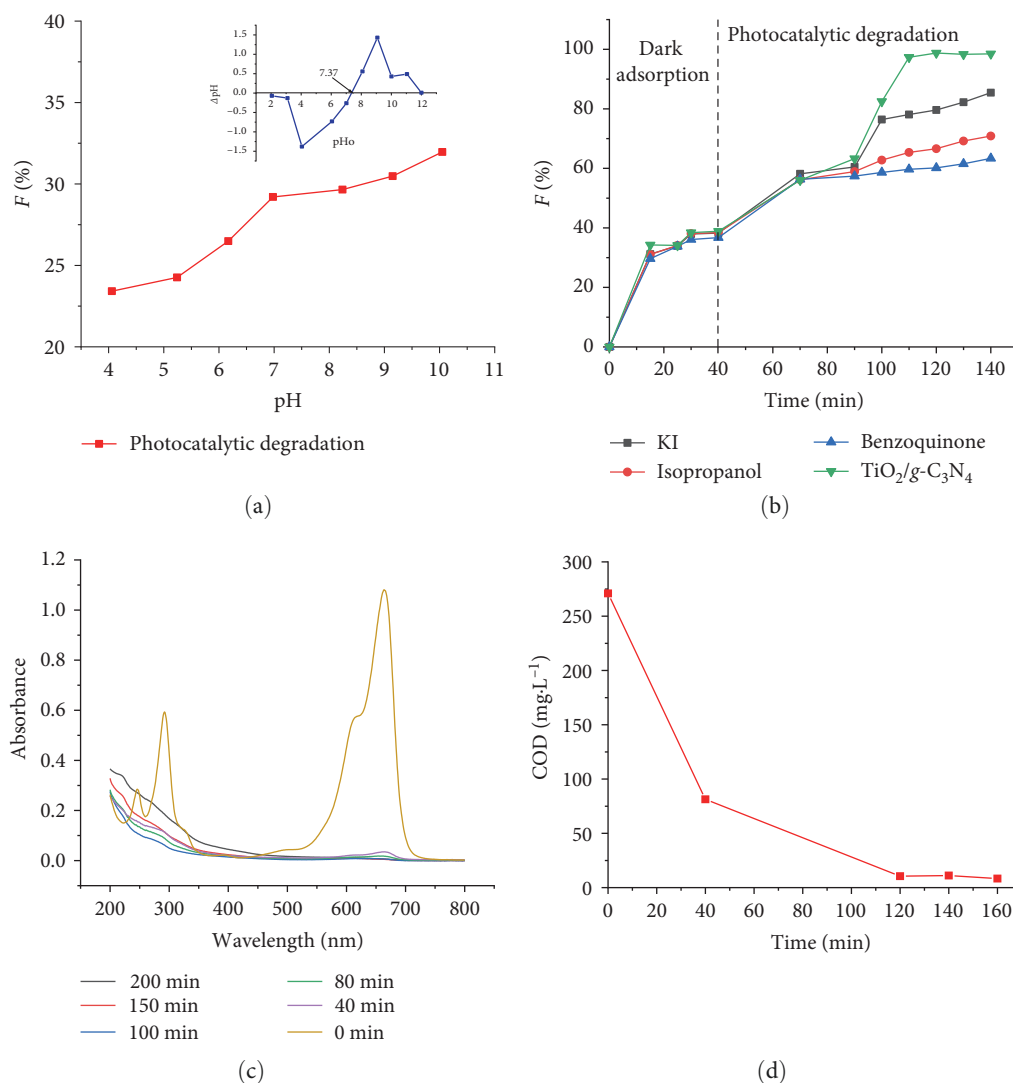 40
35
30
25
20
F (%)
4 5 6 7 8 9 10 11
pH
1.5
1.0
0.5
0.0
−0.5
−1.0
−1.5
ΔpH
7.37
2 4 6 8 10 12
pHo
Photocatalytic degradation
(a)
100
80
60
40
20
0
F (%)
Dark
adsorption
Photocatalytic degradation
0 20 40 60 80 100 120 140
Time (min)
KI
Isopropanol
Benzoquinone
TiO₂/g-C₃N₄
(b)
1.2
1.0
0.8
0.6
0.4
0.2
0.0
Absorbance
200 300 400 500 600 700 800
Wavelength (nm)
200 min
150 min
100 min
80 min
40 min
0 min
(c)
300
250
200
150
100
50
0
COD (mg·L⁻¹)
0 20 40 60 80 100 120 140 160
Time (min)
(d)